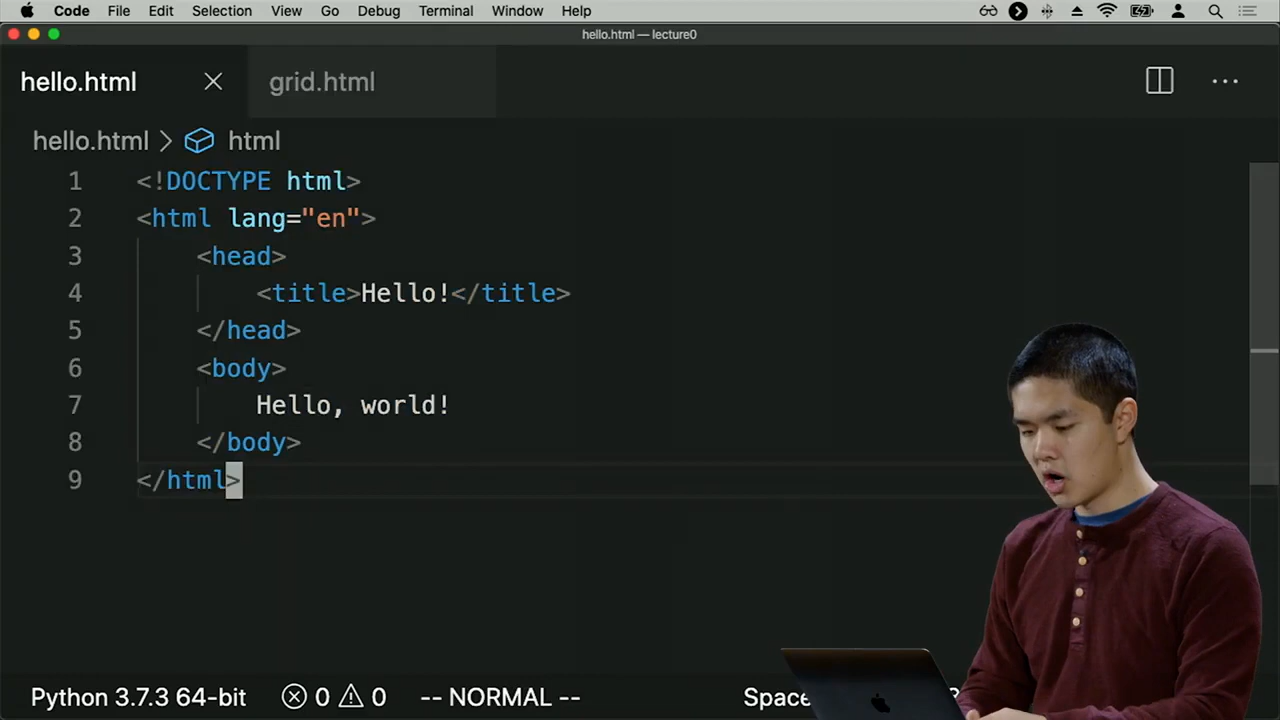 Code File Edit Selection View Go Debug Terminal Window Help
hello.html — lecture0
hello.html grid.html
hello.html > html
1 <!DOCTYPE html>
2 <html lang="en">
3 <head>
4 <title>Hello!</title>
5 </head>
6 <body>
7 Hello, world!
8 </body>
9 </html>
Python 3.7.3 64-bit 0 0 -- NORMAL --